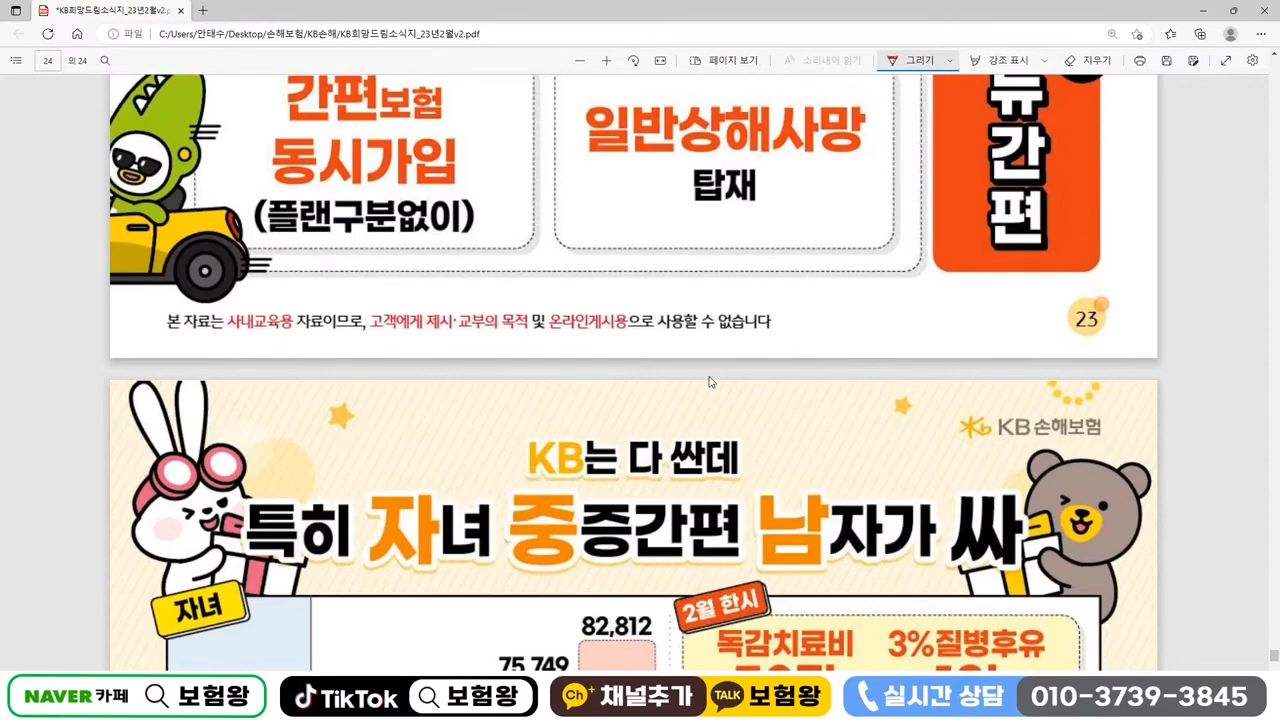 *KB희망드림소식지_23년2월v2.p
파일
C:/Users/안태수/Desktop/손해보험/KB손해/KB희망드림소식지_23년2월v2.pdf
24
의 24
페이지 보기
소리내어 읽기
그리기
강조 표시
지우기
간편보험
동시가입
(플랜구분없이)
일반상해사망
탑재
간
편
본 자료는 사내교육용 자료이므로, 고객에게 제시·교부의 목적 및 온라인게시용으로 사용할 수 없습니다
23
KB손해보험
KB는 다 싼데
특히 자녀 중증간편 남자가 싸
자녀
82,812
75,749
2월 한시
독감치료비
3%질병후유
NAVER 카페
보험왕
TikTok
보험왕
Ch+
채널추가
TALK
보험왕
실시간 상담
010-3739-3845